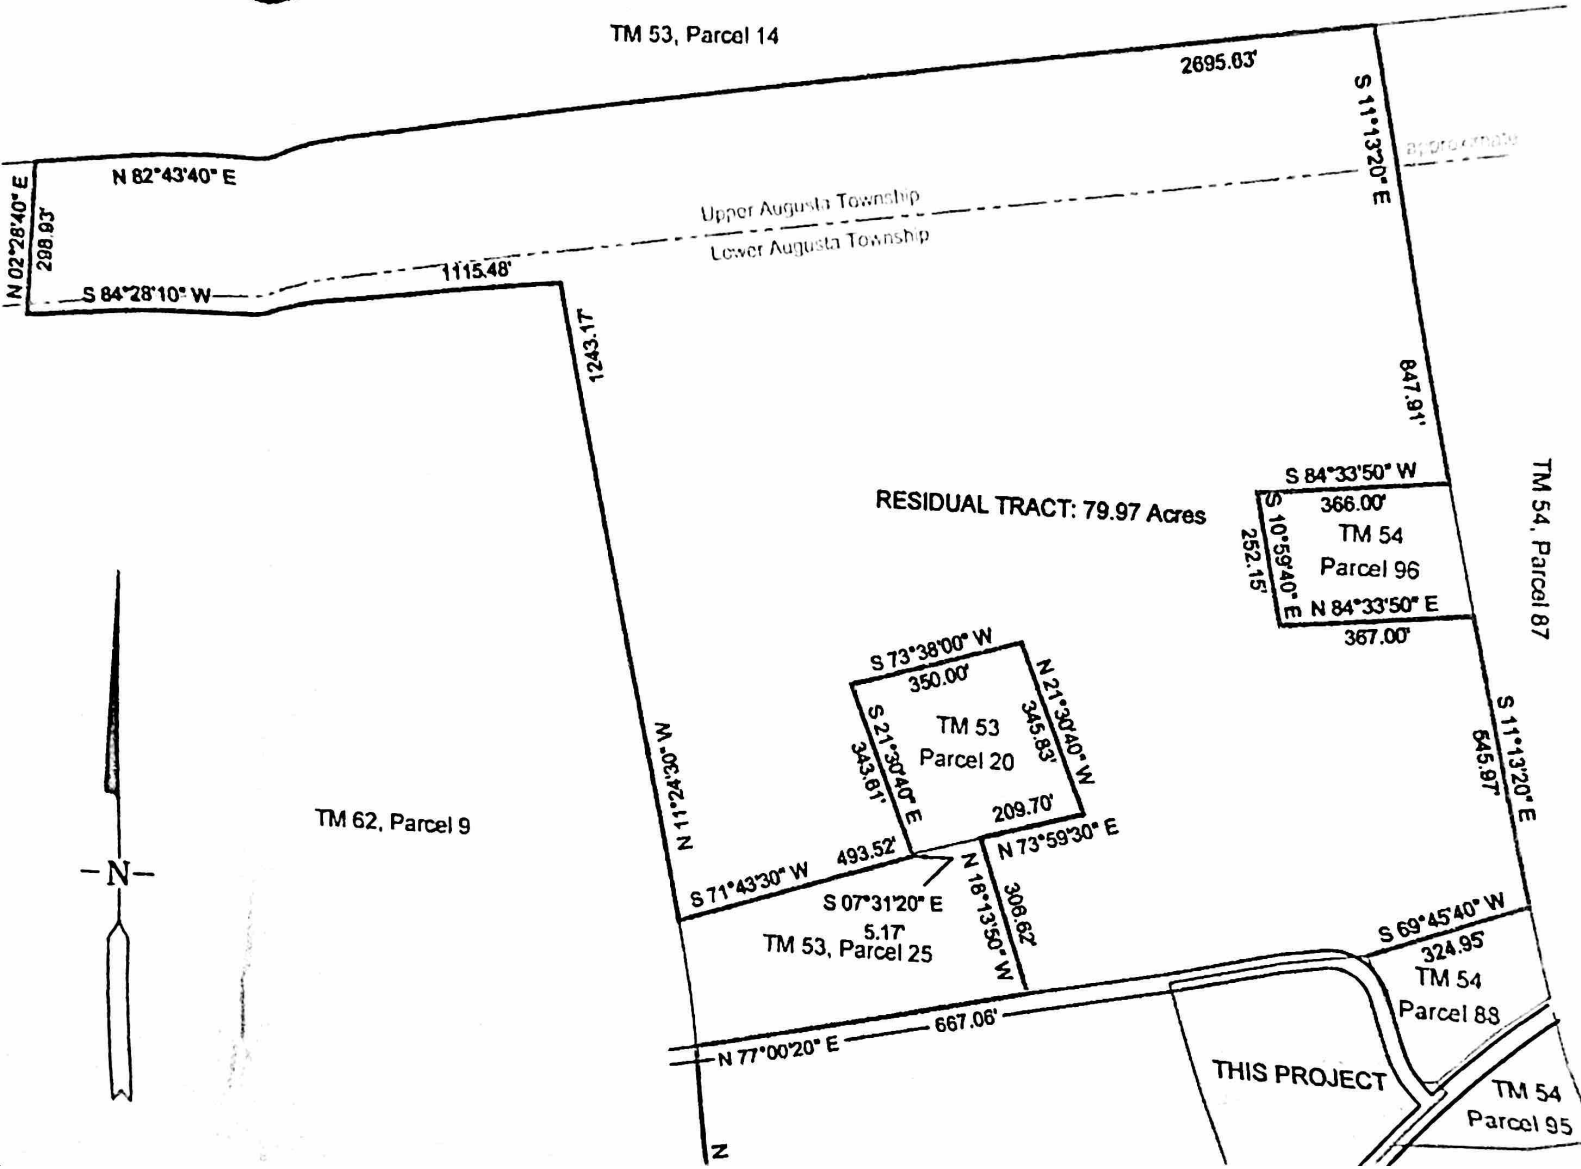 TM 53, Parcel 14
2695.63'
S 11°13'20" E
approximate
N 82°43'40" E
N 02°28'40" E
298.93'
Upper Augusta Township
Lower Augusta Township
1115.48'
S 84°28'10" W
1243.17'
847.91'
S 84°33'50" W
366.00'
TM 54
Parcel 96
S 10°59'40" E
252.15'
N 84°33'50" E
367.00'
TM 54, Parcel 87
RESIDUAL TRACT: 79.97 Acres
S 73°38'00" W
350.00'
N 21°30'40" W
345.83'
TM 53
Parcel 20
S 21°30'40" E
343.61'
209.70'
N 73°59'30" E
S 11°13'20" E
545.97'
N 11°24'30" W
TM 62, Parcel 9
S 71°43'30" W
493.52'
S 07°31'20" E
5.17'
TM 53, Parcel 25
N 18°13'50" W
306.62'
N
S 69°45'40" W
324.95'
TM 54
Parcel 88
N 77°00'20" E
667.06'
THIS PROJECT
TM 54
Parcel 95
N